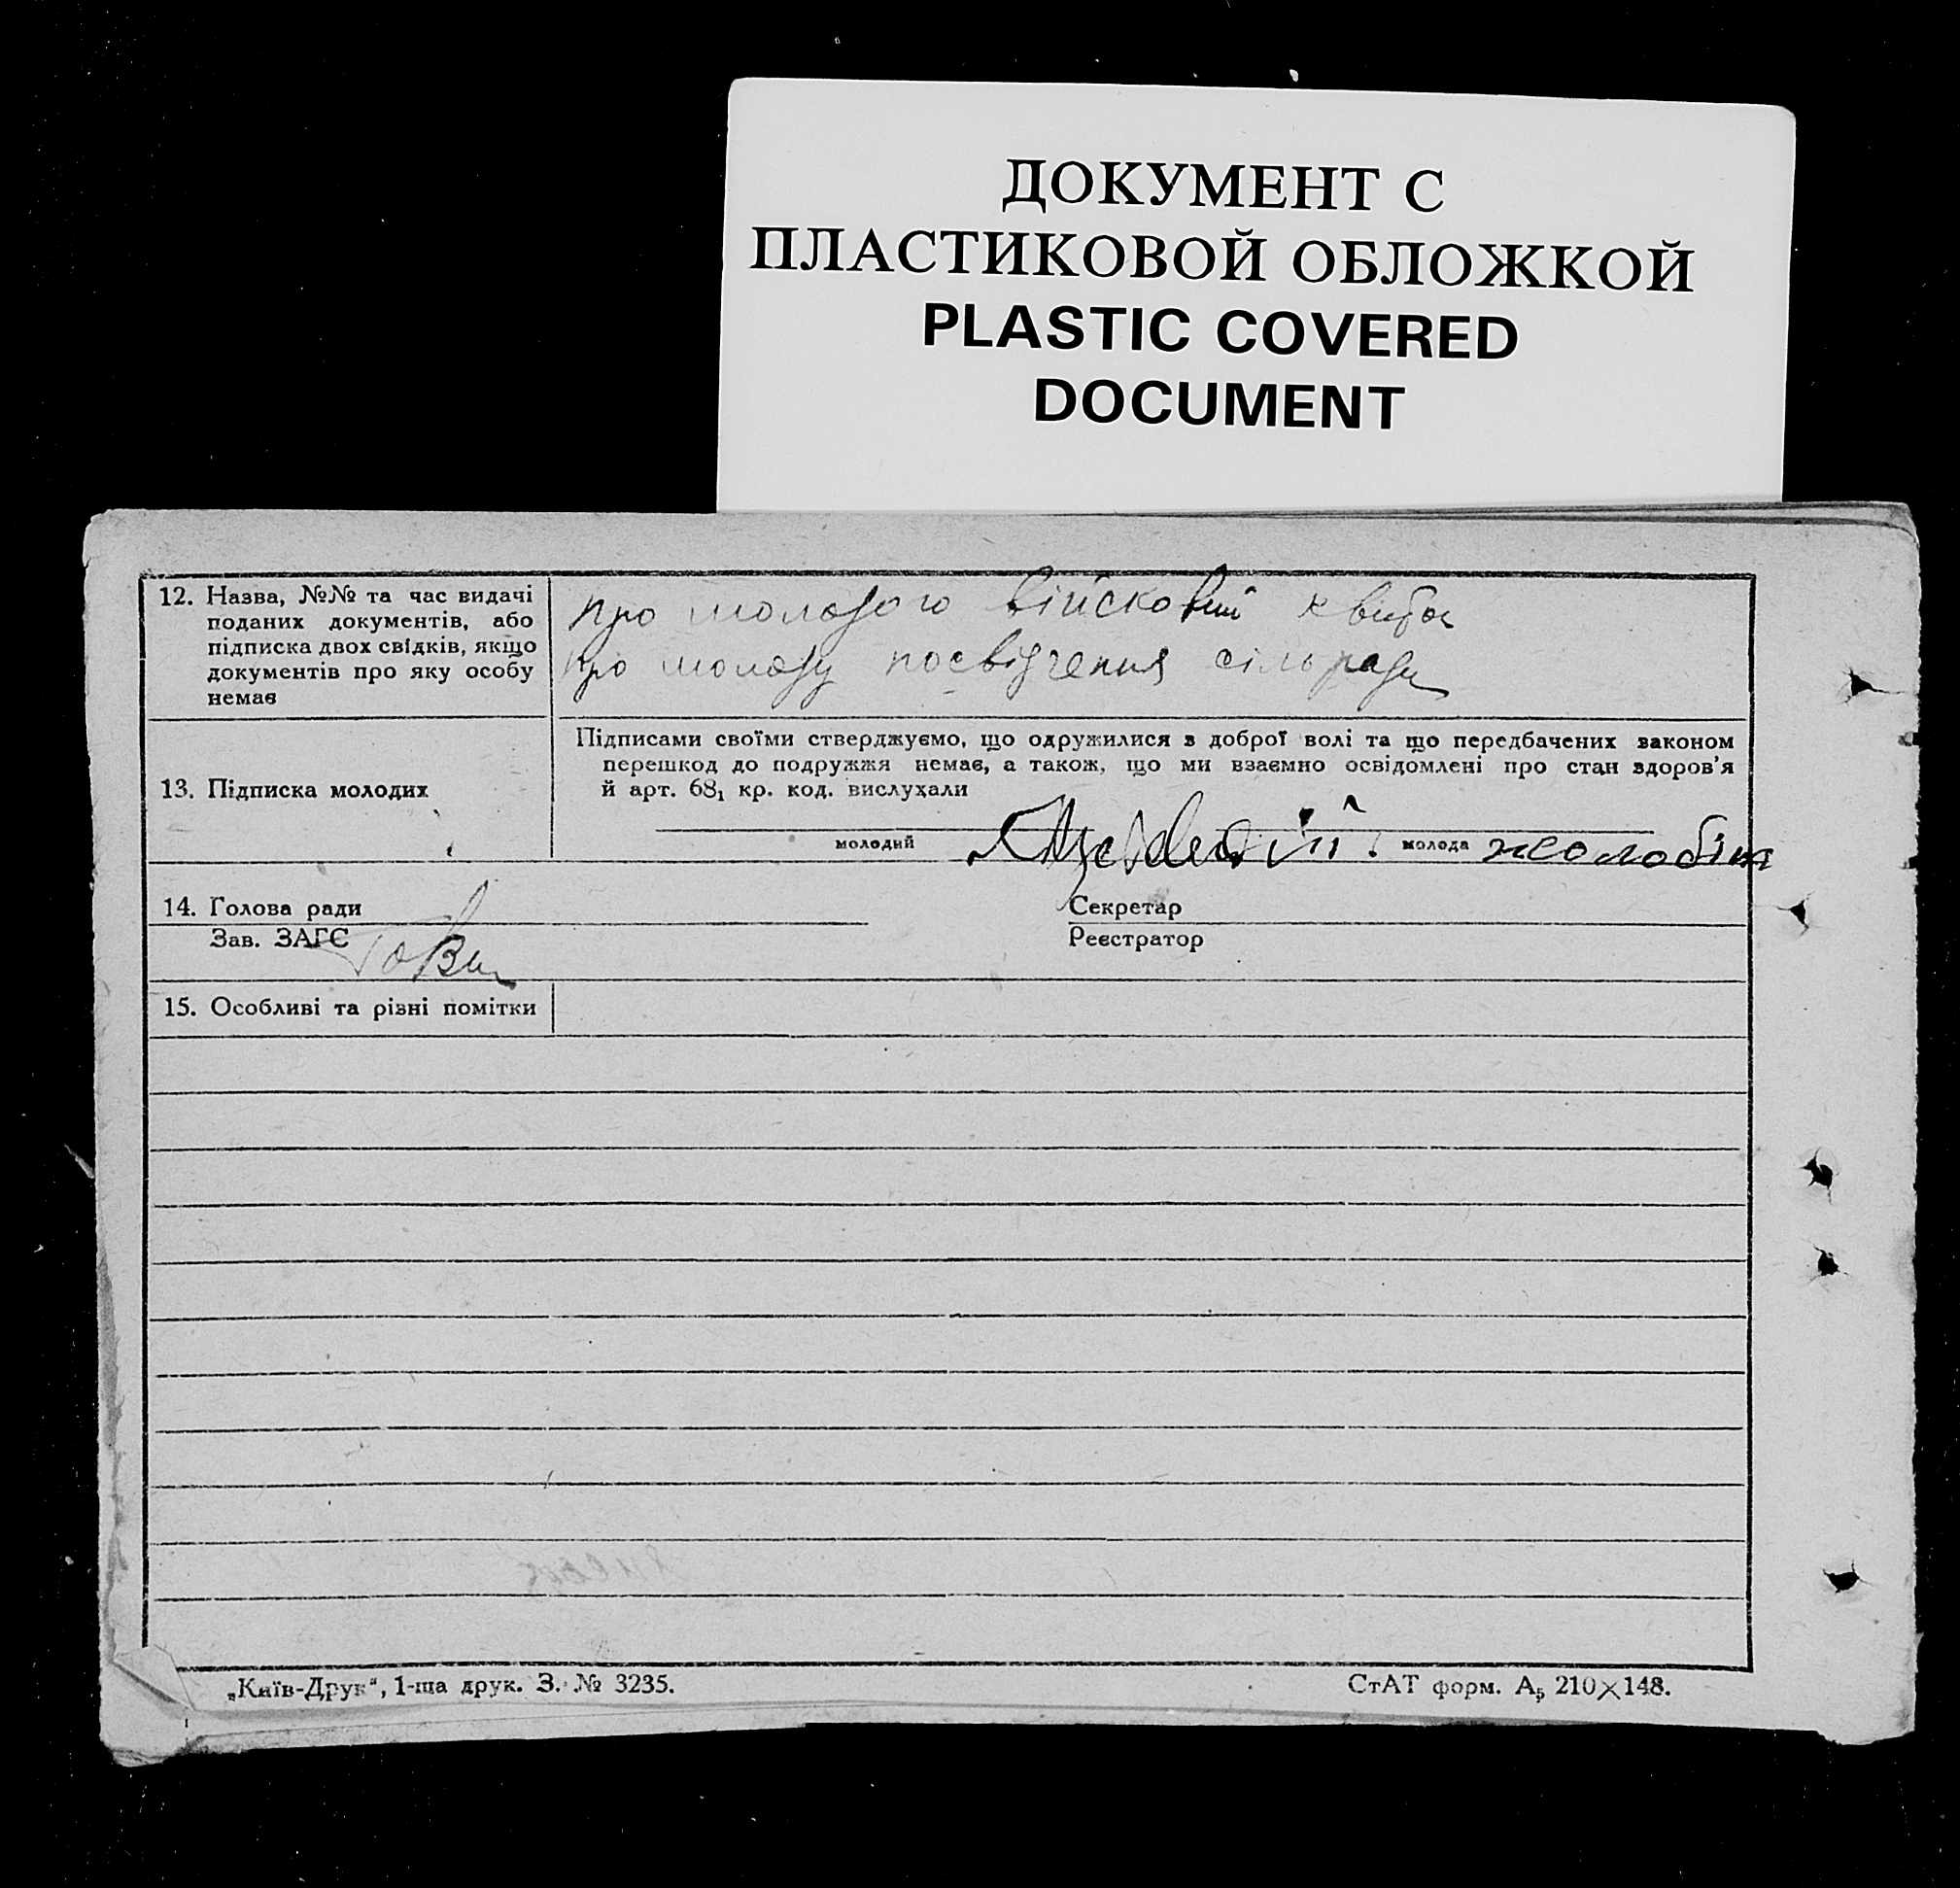 ДОКУМЕНТ С
ПЛАСТИКОВОЙ ОБЛОЖКОЙ
PLASTIC COVERED
DOCUMENT
12. Назва, №№ та час видачі
поданих документів, або
підписка двох свідків, якщо
документів про яку особу
немає
про молодого військовий квиток
про молоду посвідчення сільради
13. Підписка молодих
Підписами своїми стверджуємо, що одружилися з доброї волі та що передбачених законом
перешкод до подружжя немає, а також, що ми взаємно освідомлені про стан здоров'я
й арт. 68₁ кр. код. вислухали
молодий
молода
14. Голова ради
Секретар
Зав. ЗАГС
Реєстратор
15. Особливі та різні помітки
„Київ-Друк“, 1-ша друк. З. № 3235.
СтАТ форм. А₅ 210×148.